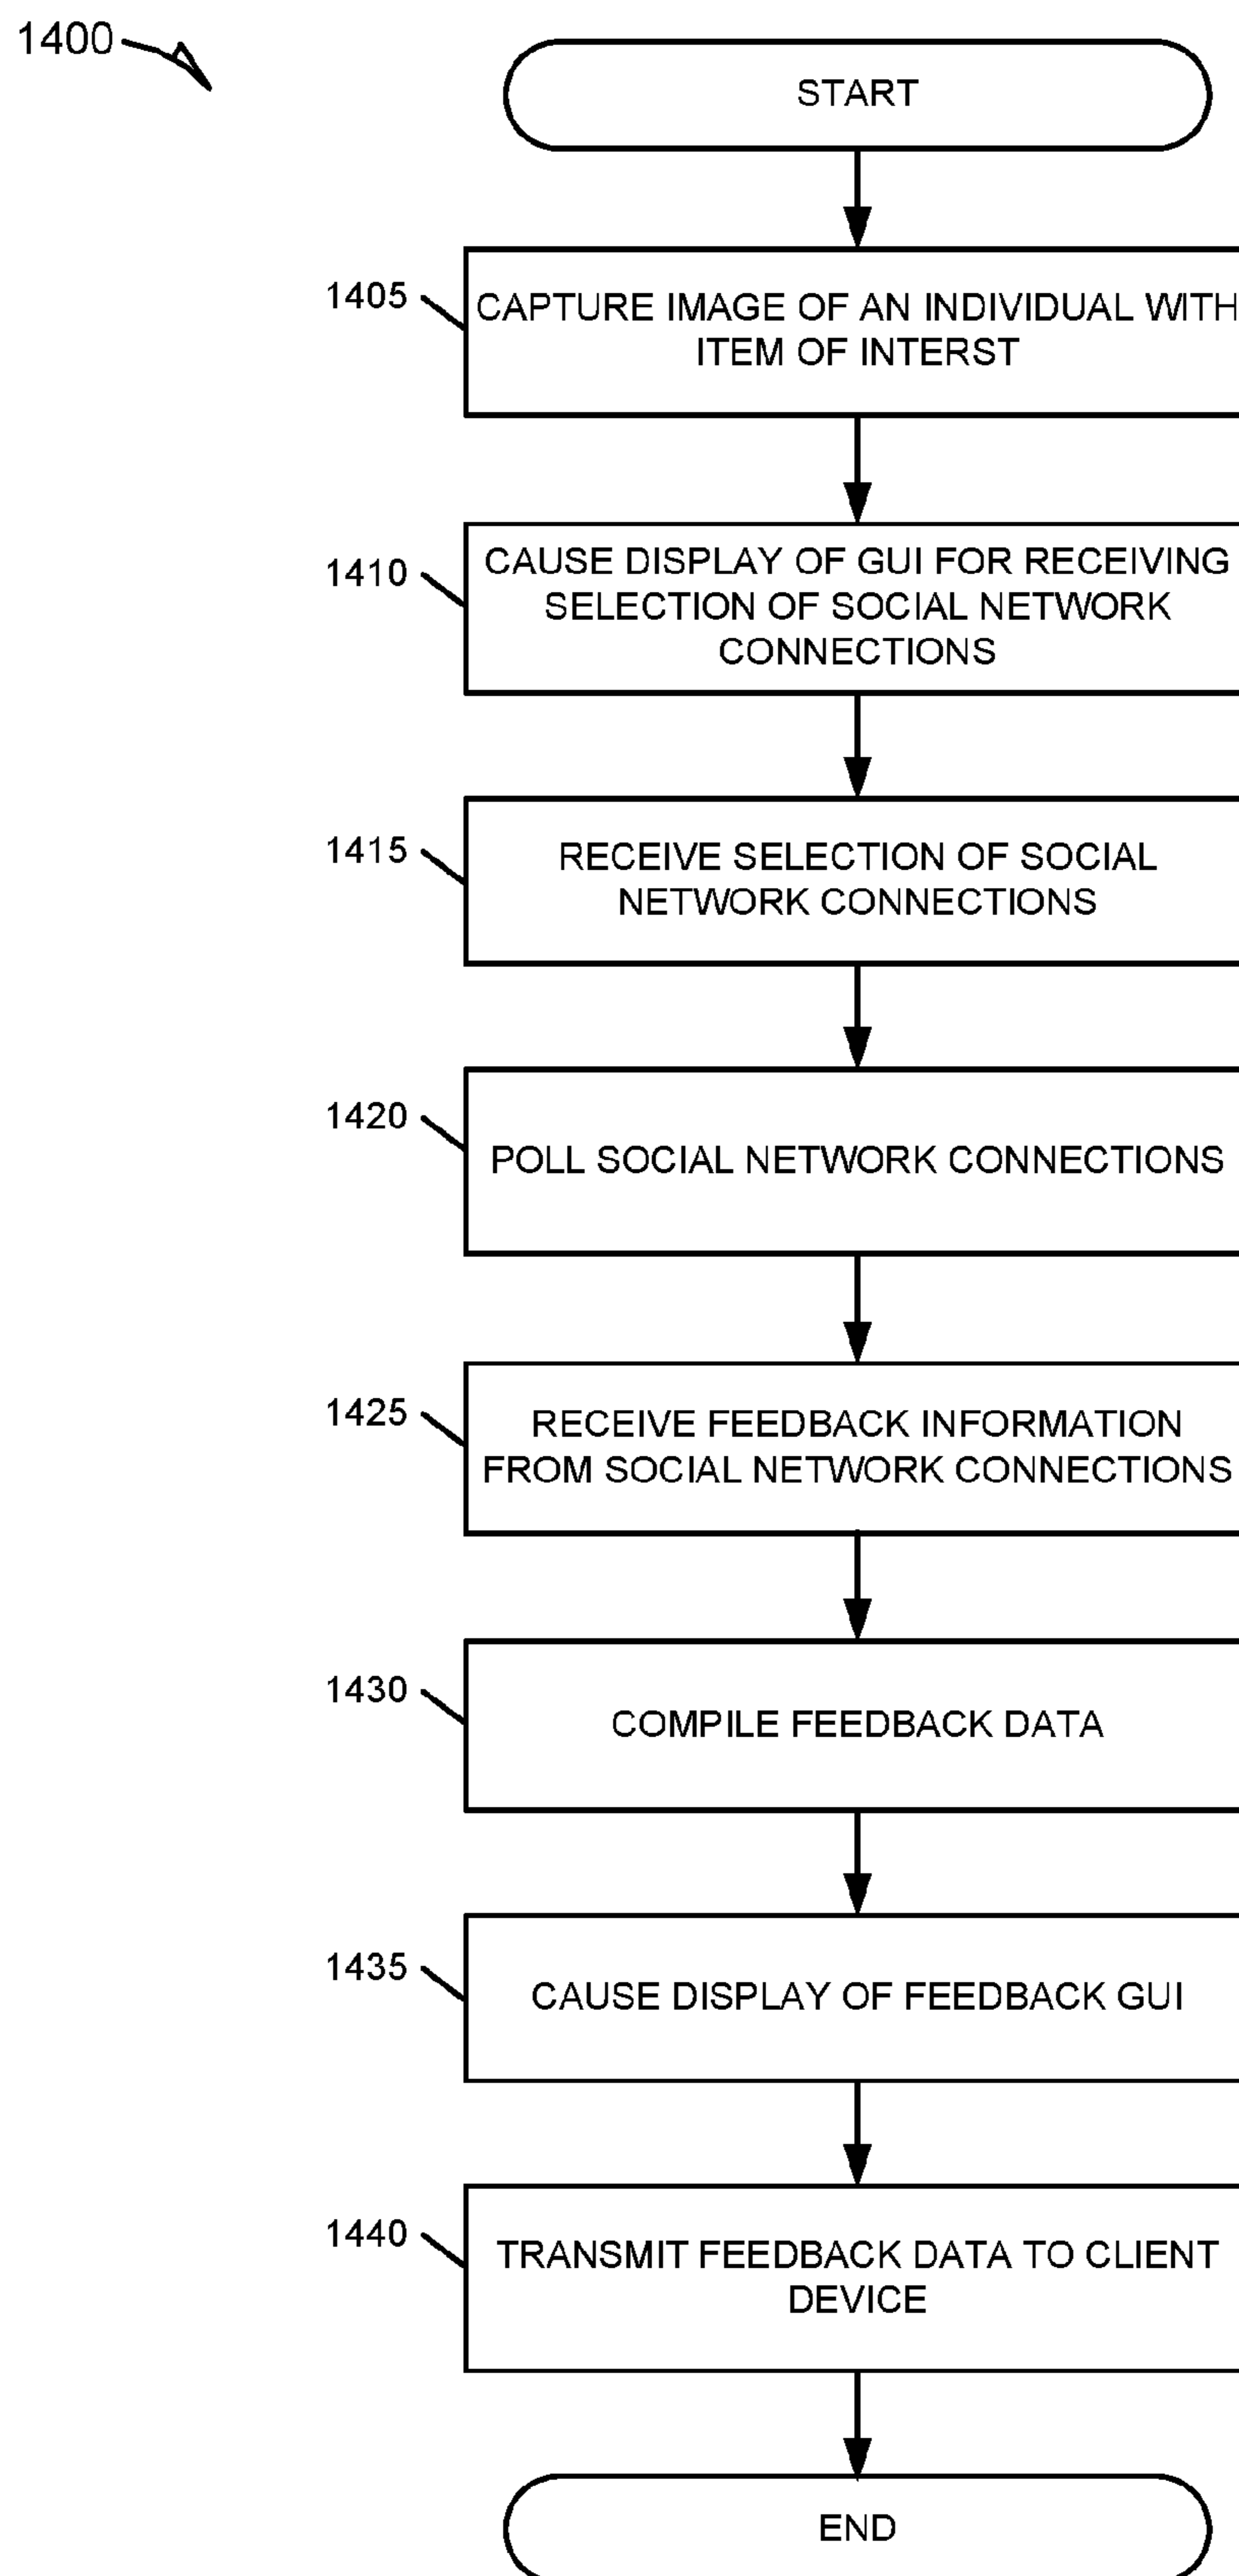 1400
START
1405
CAPTURE IMAGE OF AN INDIVIDUAL WITH
ITEM OF INTERST
1410
CAUSE DISPLAY OF GUI FOR RECEIVING
SELECTION OF SOCIAL NETWORK
CONNECTIONS
1415
RECEIVE SELECTION OF SOCIAL
NETWORK CONNECTIONS
1420
POLL SOCIAL NETWORK CONNECTIONS
1425
RECEIVE FEEDBACK INFORMATION
FROM SOCIAL NETWORK CONNECTIONS
1430
COMPILE FEEDBACK DATA
1435
CAUSE DISPLAY OF FEEDBACK GUI
1440
TRANSMIT FEEDBACK DATA TO CLIENT
DEVICE
END